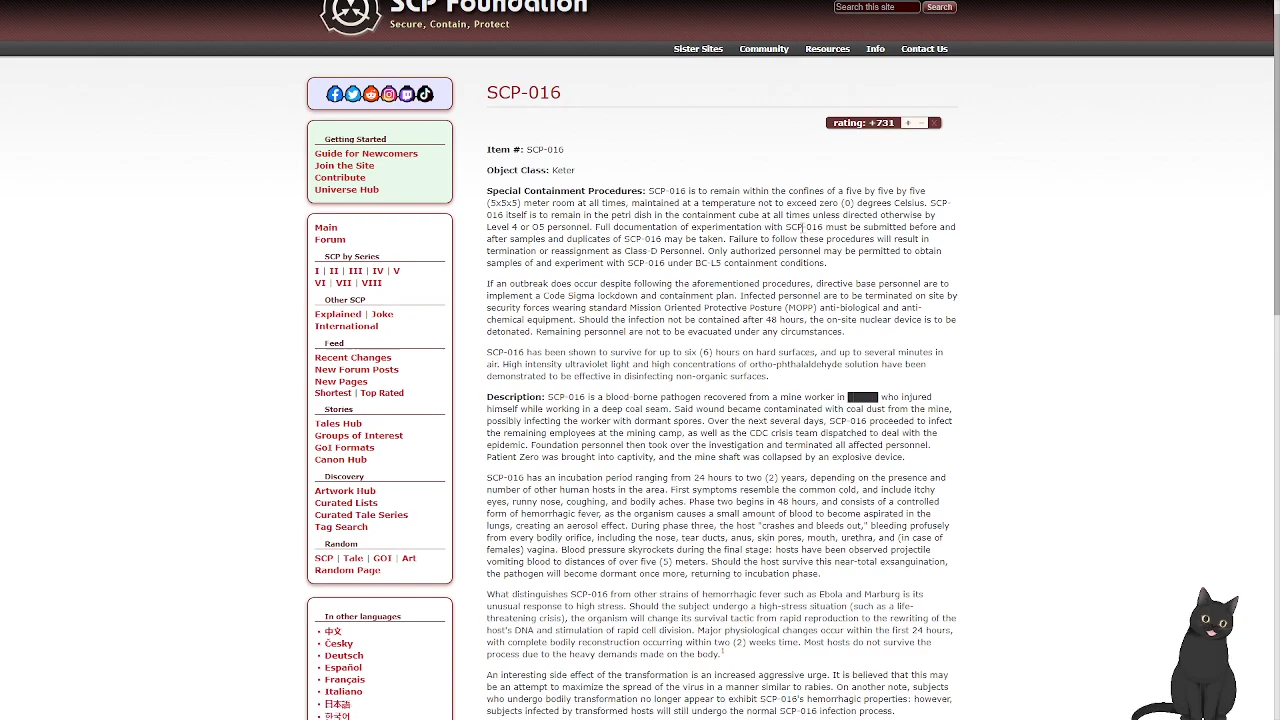 SCP Foundation
Secure, Contain, Protect
Search this site
Search
Sister Sites Community Resources Info Contact Us
Getting Started
Guide for Newcomers
Join the Site
Contribute
Universe Hub
Main
Forum
SCP by Series
I | II | III | IV | V
VI | VII | VIII
Other SCP
Explained | Joke
International
Feed
Recent Changes
New Forum Posts
New Pages
Shortest | Top Rated
Stories
Tales Hub
Groups of Interest
GoI Formats
Canon Hub
Discovery
Artwork Hub
Curated Lists
Curated Tale Series
Tag Search
Random
SCP | Tale | GOI | Art
Random Page
In other languages
中文
Česky
Deutsch
Español
Français
Italiano
日本語
한국어
SCP-016
rating: +731 + – X
Item #: SCP-016
Object Class: Keter
Special Containment Procedures: SCP-016 is to remain within the confines of a five by five by five
(5x5x5) meter room at all times, maintained at a temperature not to exceed zero (0) degrees Celsius. SCP-
016 itself is to remain in the petri dish in the containment cube at all times unless directed otherwise by
Level 4 or O5 personnel. Full documentation of experimentation with SCP-016 must be submitted before and
after samples and duplicates of SCP-016 may be taken. Failure to follow these procedures will result in
termination or reassignment as Class-D Personnel. Only authorized personnel may be permitted to obtain
samples of and experiment with SCP-016 under BC-L5 containment conditions.
If an outbreak does occur despite following the aforementioned procedures, directive base personnel are to
implement a Code Sigma lockdown and containment plan. Infected personnel are to be terminated on site by
security forces wearing standard Mission Oriented Protective Posture (MOPP) anti-biological and anti-
chemical equipment. Should the infection not be contained after 48 hours, the on-site nuclear device is to be
detonated. Remaining personnel are not to be evacuated under any circumstances.
SCP-016 has been shown to survive for up to six (6) hours on hard surfaces, and up to several minutes in
air. High intensity ultraviolet light and high concentrations of ortho-phthalaldehyde solution have been
demonstrated to be effective in disinfecting non-organic surfaces.
Description: SCP-016 is a blood-borne pathogen recovered from a mine worker in who injured
himself while working in a deep coal seam. Said wound became contaminated with coal dust from the mine,
possibly infecting the worker with dormant spores. Over the next several days, SCP-016 proceeded to infect
the remaining employees at the mining camp, as well as the CDC crisis team dispatched to deal with the
epidemic. Foundation personnel then took over the investigation and terminated all affected personnel.
Patient Zero was brought into captivity, and the mine shaft was collapsed by an explosive device.
SCP-016 has an incubation period ranging from 24 hours to two (2) years, depending on the presence and
number of other human hosts in the area. First symptoms resemble the common cold, and include itchy
eyes, runny nose, coughing, and bodily aches. Phase two begins in 48 hours, and consists of a controlled
form of hemorrhagic fever, as the organism causes a small amount of blood to become aspirated in the
lungs, creating an aerosol effect. During phase three, the host "crashes and bleeds out," bleeding profusely
from every bodily orifice, including the nose, tear ducts, anus, skin pores, mouth, urethra, and (in case of
females) vagina. Blood pressure skyrockets during the final stage: hosts have been observed projectile
vomiting blood to distances of over five (5) meters. Should the host survive this near-total exsanguination,
the pathogen will become dormant once more, returning to incubation phase.
What distinguishes SCP-016 from other strains of hemorrhagic fever such as Ebola and Marburg is its
unusual response to high stress. Should the subject undergo a high-stress situation (such as a life-
threatening crisis), the organism will change its survival tactic from rapid reproduction to the rewriting of the
host's DNA and stimulation of rapid cell division. Major physiological changes occur within the first 24 hours,
with complete bodily reconstruction occurring within two (2) weeks time. Most hosts do not survive the
process due to the heavy demands made on the body.1
An interesting side effect of the transformation is an increased aggressive urge. It is believed that this may
be an attempt to maximize the spread of the virus in a manner similar to rabies. On another note, subjects
who undergo bodily transformation no longer appear to exhibit SCP-016's hemorrhagic properties: however,
subjects infected by transformed hosts will still undergo the normal SCP-016 infection process.